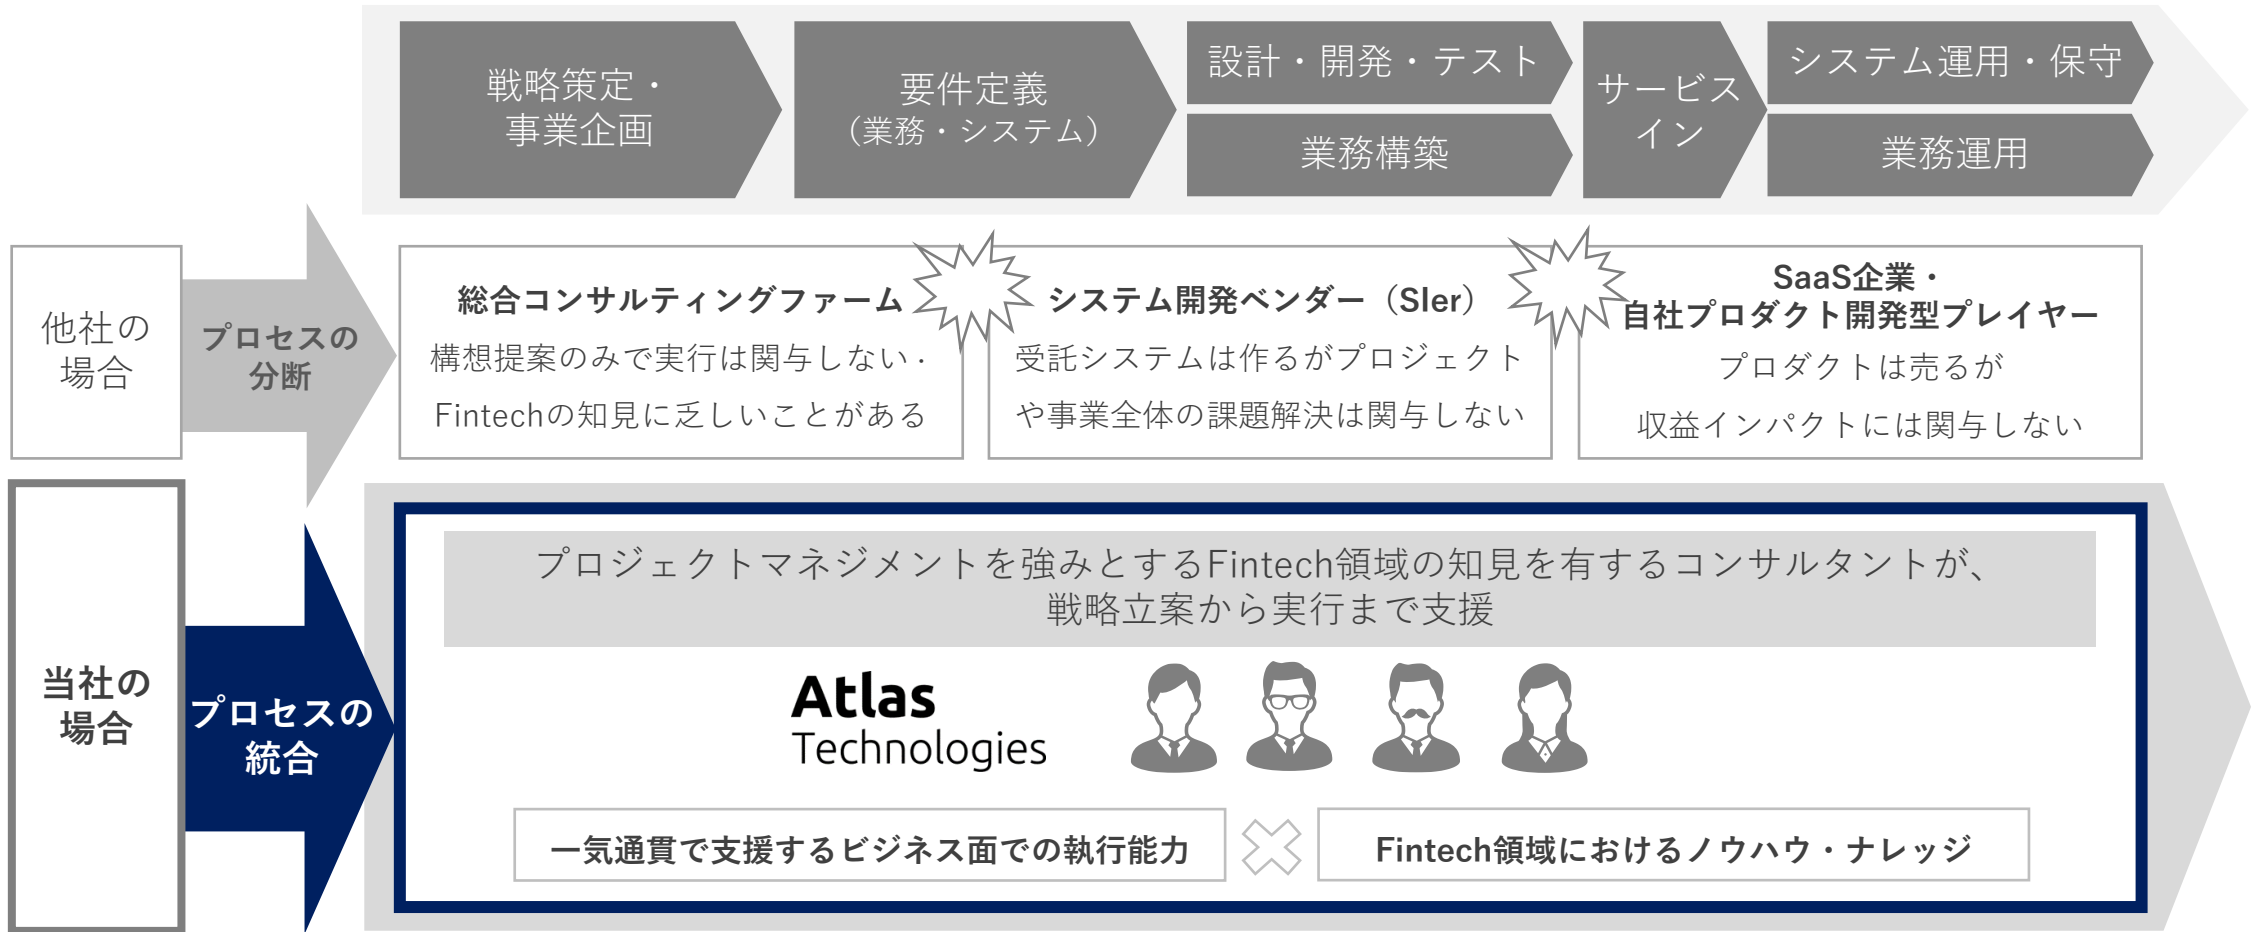 戦略策定・
事業企画
要件定義
（業務・システム）
設計・開発・テスト
業務構築
サービス
イン
システム運用・保守
業務運用
他社の
場合
プロセスの
分断
総合コンサルティングファーム
構想提案のみで実行は関与しない・
Fintechの知見に乏しいことがある
システム開発ベンダー（SIer）
受託システムは作るがプロジェクト
や事業全体の課題解決は関与しない
SaaS企業・
自社プロダクト開発型プレイヤー
プロダクトは売るが
収益インパクトには関与しない
当社の
場合
プロセスの
統合
プロジェクトマネジメントを強みとするFintech領域の知見を有するコンサルタントが、
戦略立案から実行まで支援
Atlas
Technologies
一気通貫で支援するビジネス面での執行能力
Fintech領域におけるノウハウ・ナレッジ